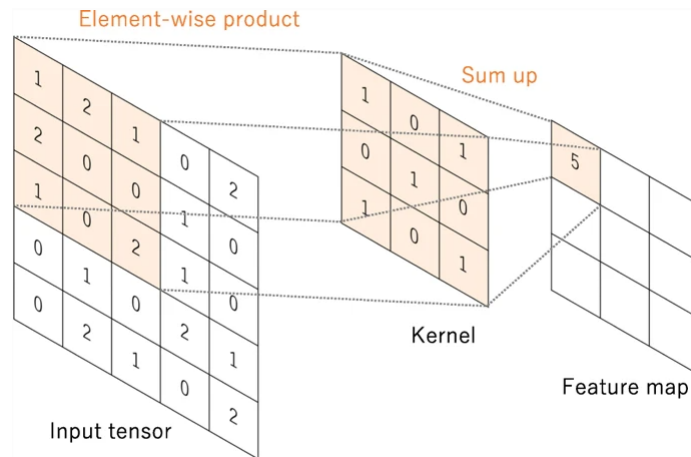 Element-wise product
Sum up
1 2 1 0 2
2 0 0 1 0
1 0 2 1 0
0 1 0 2 1
0 2 1 0 2
1 0 1
0 1 0
1 0 1
5
Kernel
Feature map
Input tensor